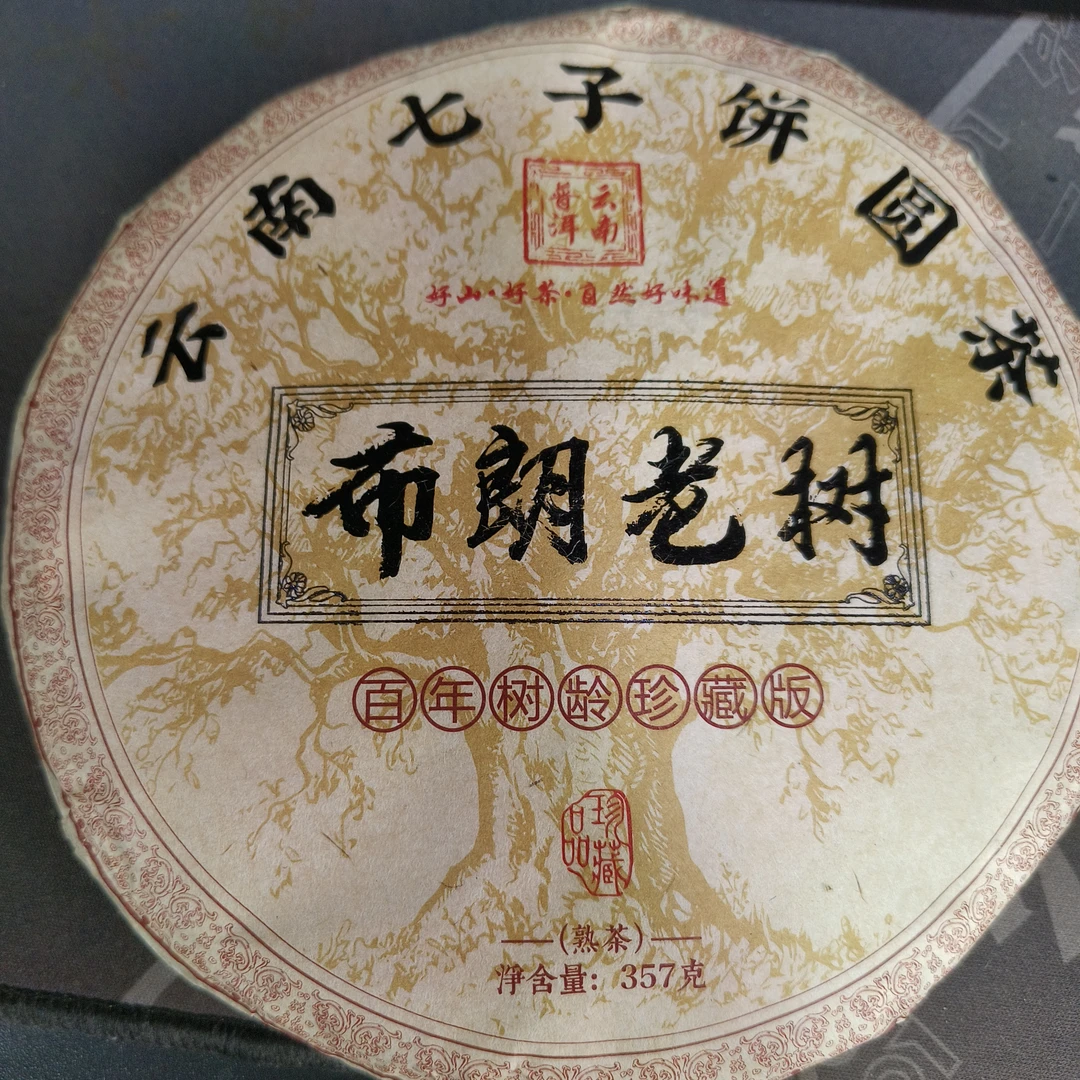 云南七子饼圆茶
云南
普洱
好山·好茶·自然好味道
布朗老树
百年树龄珍藏版
珍藏
品
(熟茶)
淨含量：357克